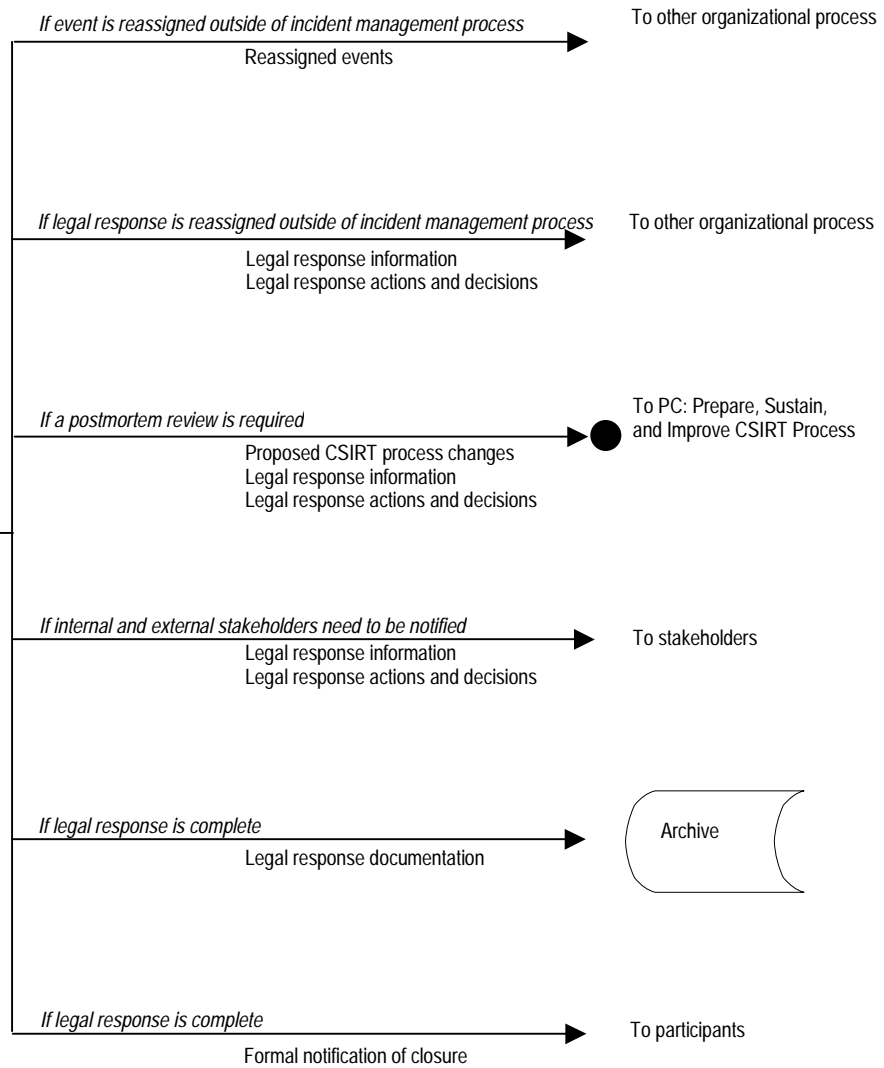 If event is reassigned outside of incident management process
To other organizational process
Reassigned events
If legal response is reassigned outside of incident management process
To other organizational process
Legal response information
Legal response actions and decisions
If a postmortem review is required
To PC: Prepare, Sustain,
and Improve CSIRT Process
Proposed CSIRT process changes
Legal response information
Legal response actions and decisions
If internal and external stakeholders need to be notified
To stakeholders
Legal response information
Legal response actions and decisions
If legal response is complete
Archive
Legal response documentation
If legal response is complete
To participants
Formal notification of closure